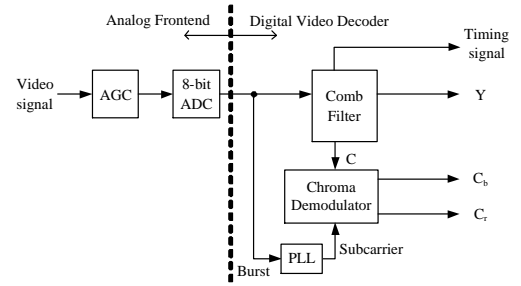 Analog Frontend
Digital Video Decoder
Timing
signal
Video
signal
AGC
8-bit
ADC
Comb
Filter
Y
C
Chroma
Demodulator
Cb
Cr
PLL
Subcarrier
Burst